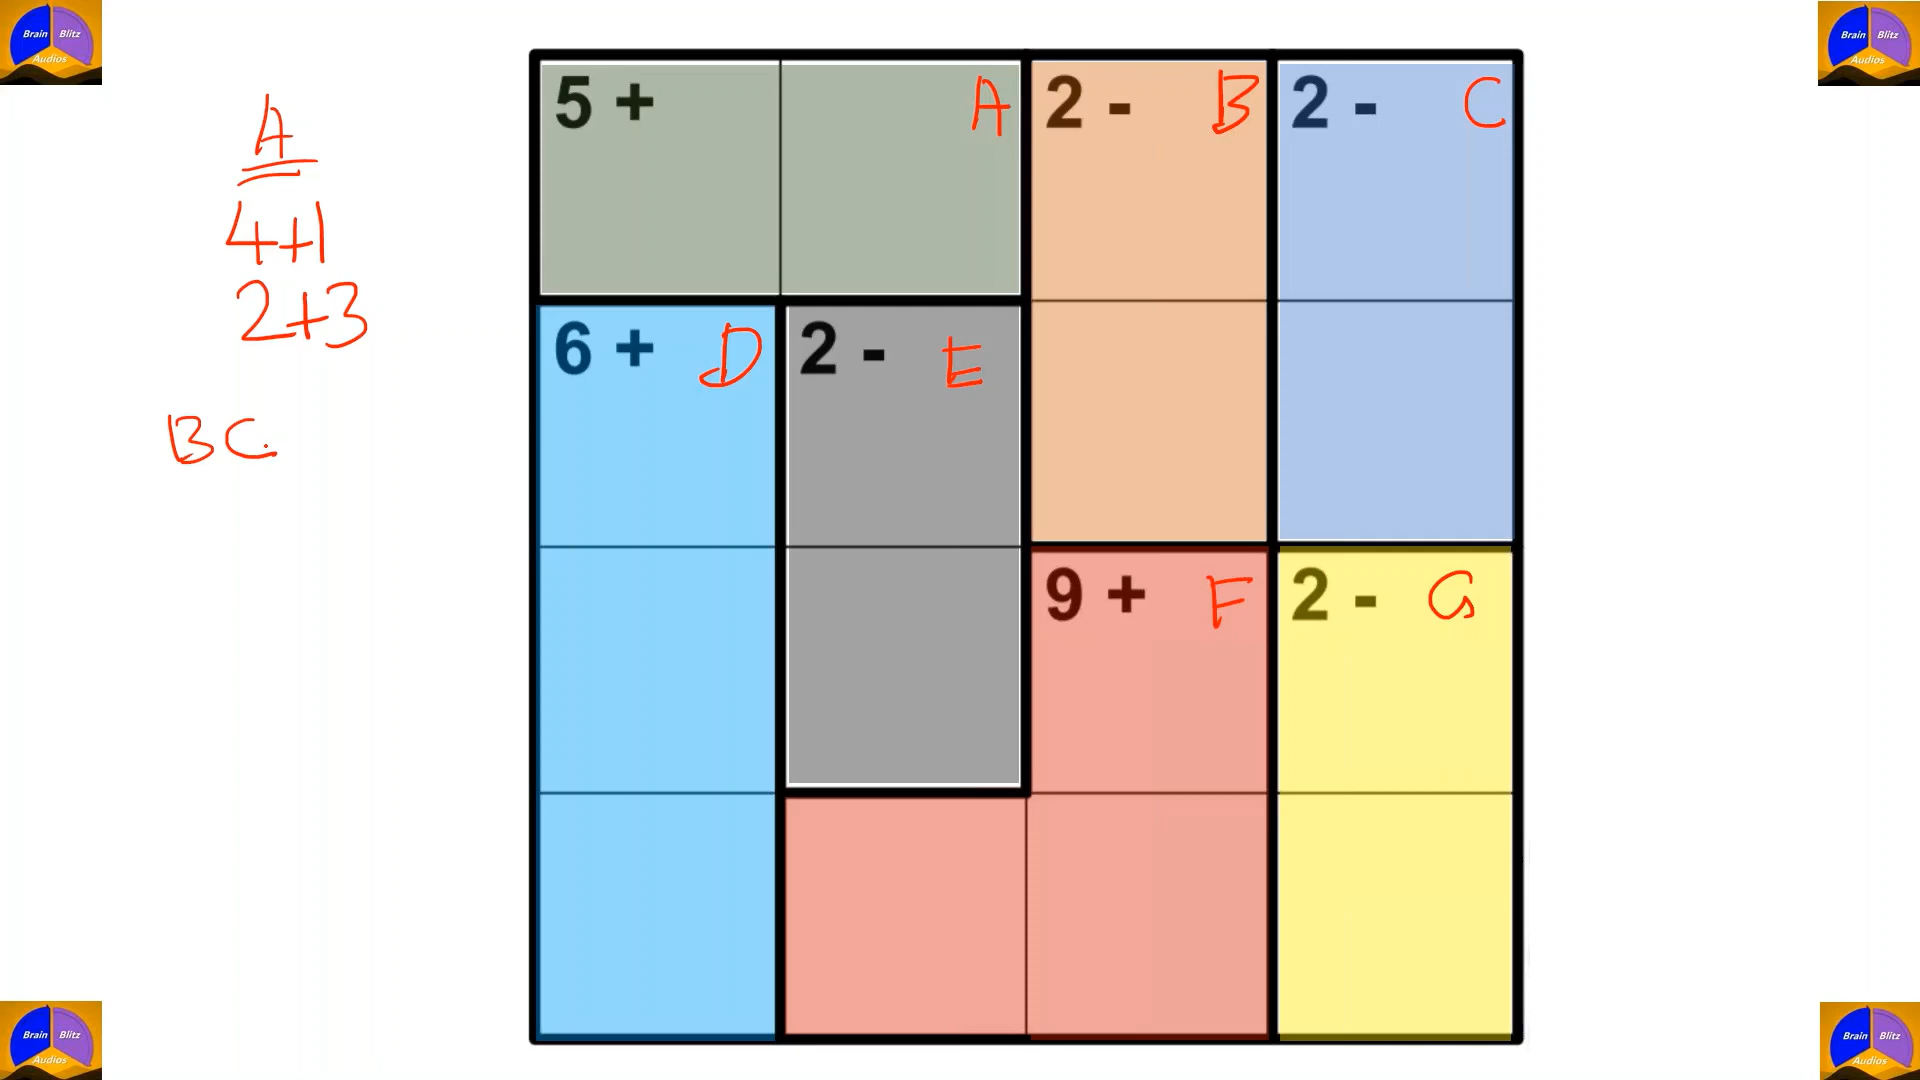 Brain Blitz
Audios
Brain Blitz
Audios
5 + A 2 - B 2 - C
A
4+1
2+3
6 + D 2 - E
B C
9 + F 2 - G
Brain Blitz
Audios
Brain Blitz
Audios